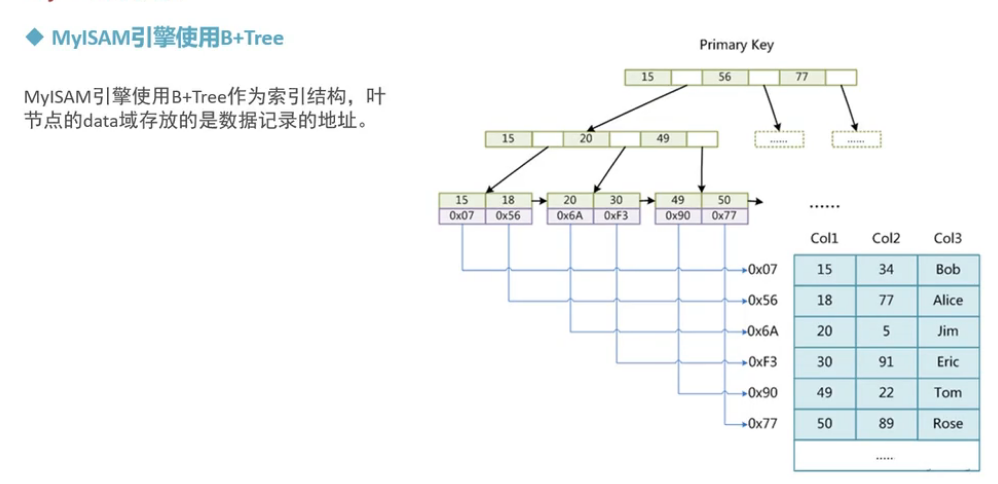 MyISAM引擎使用B+Tree
MyISAM引擎使用B+Tree作为索引结构，叶
节点的data域存放的是数据记录的地址。
Primary Key
15 56 77
15 20 49
...... ......
15 18 20 30 49 50
0x07 0x56 0x6A 0xF3 0x90 0x77
......
Col1 Col2 Col3
0x07 15 34 Bob
0x56 18 77 Alice
0x6A 20 5 Jim
0xF3 30 91 Eric
0x90 49 22 Tom
0x77 50 89 Rose
......